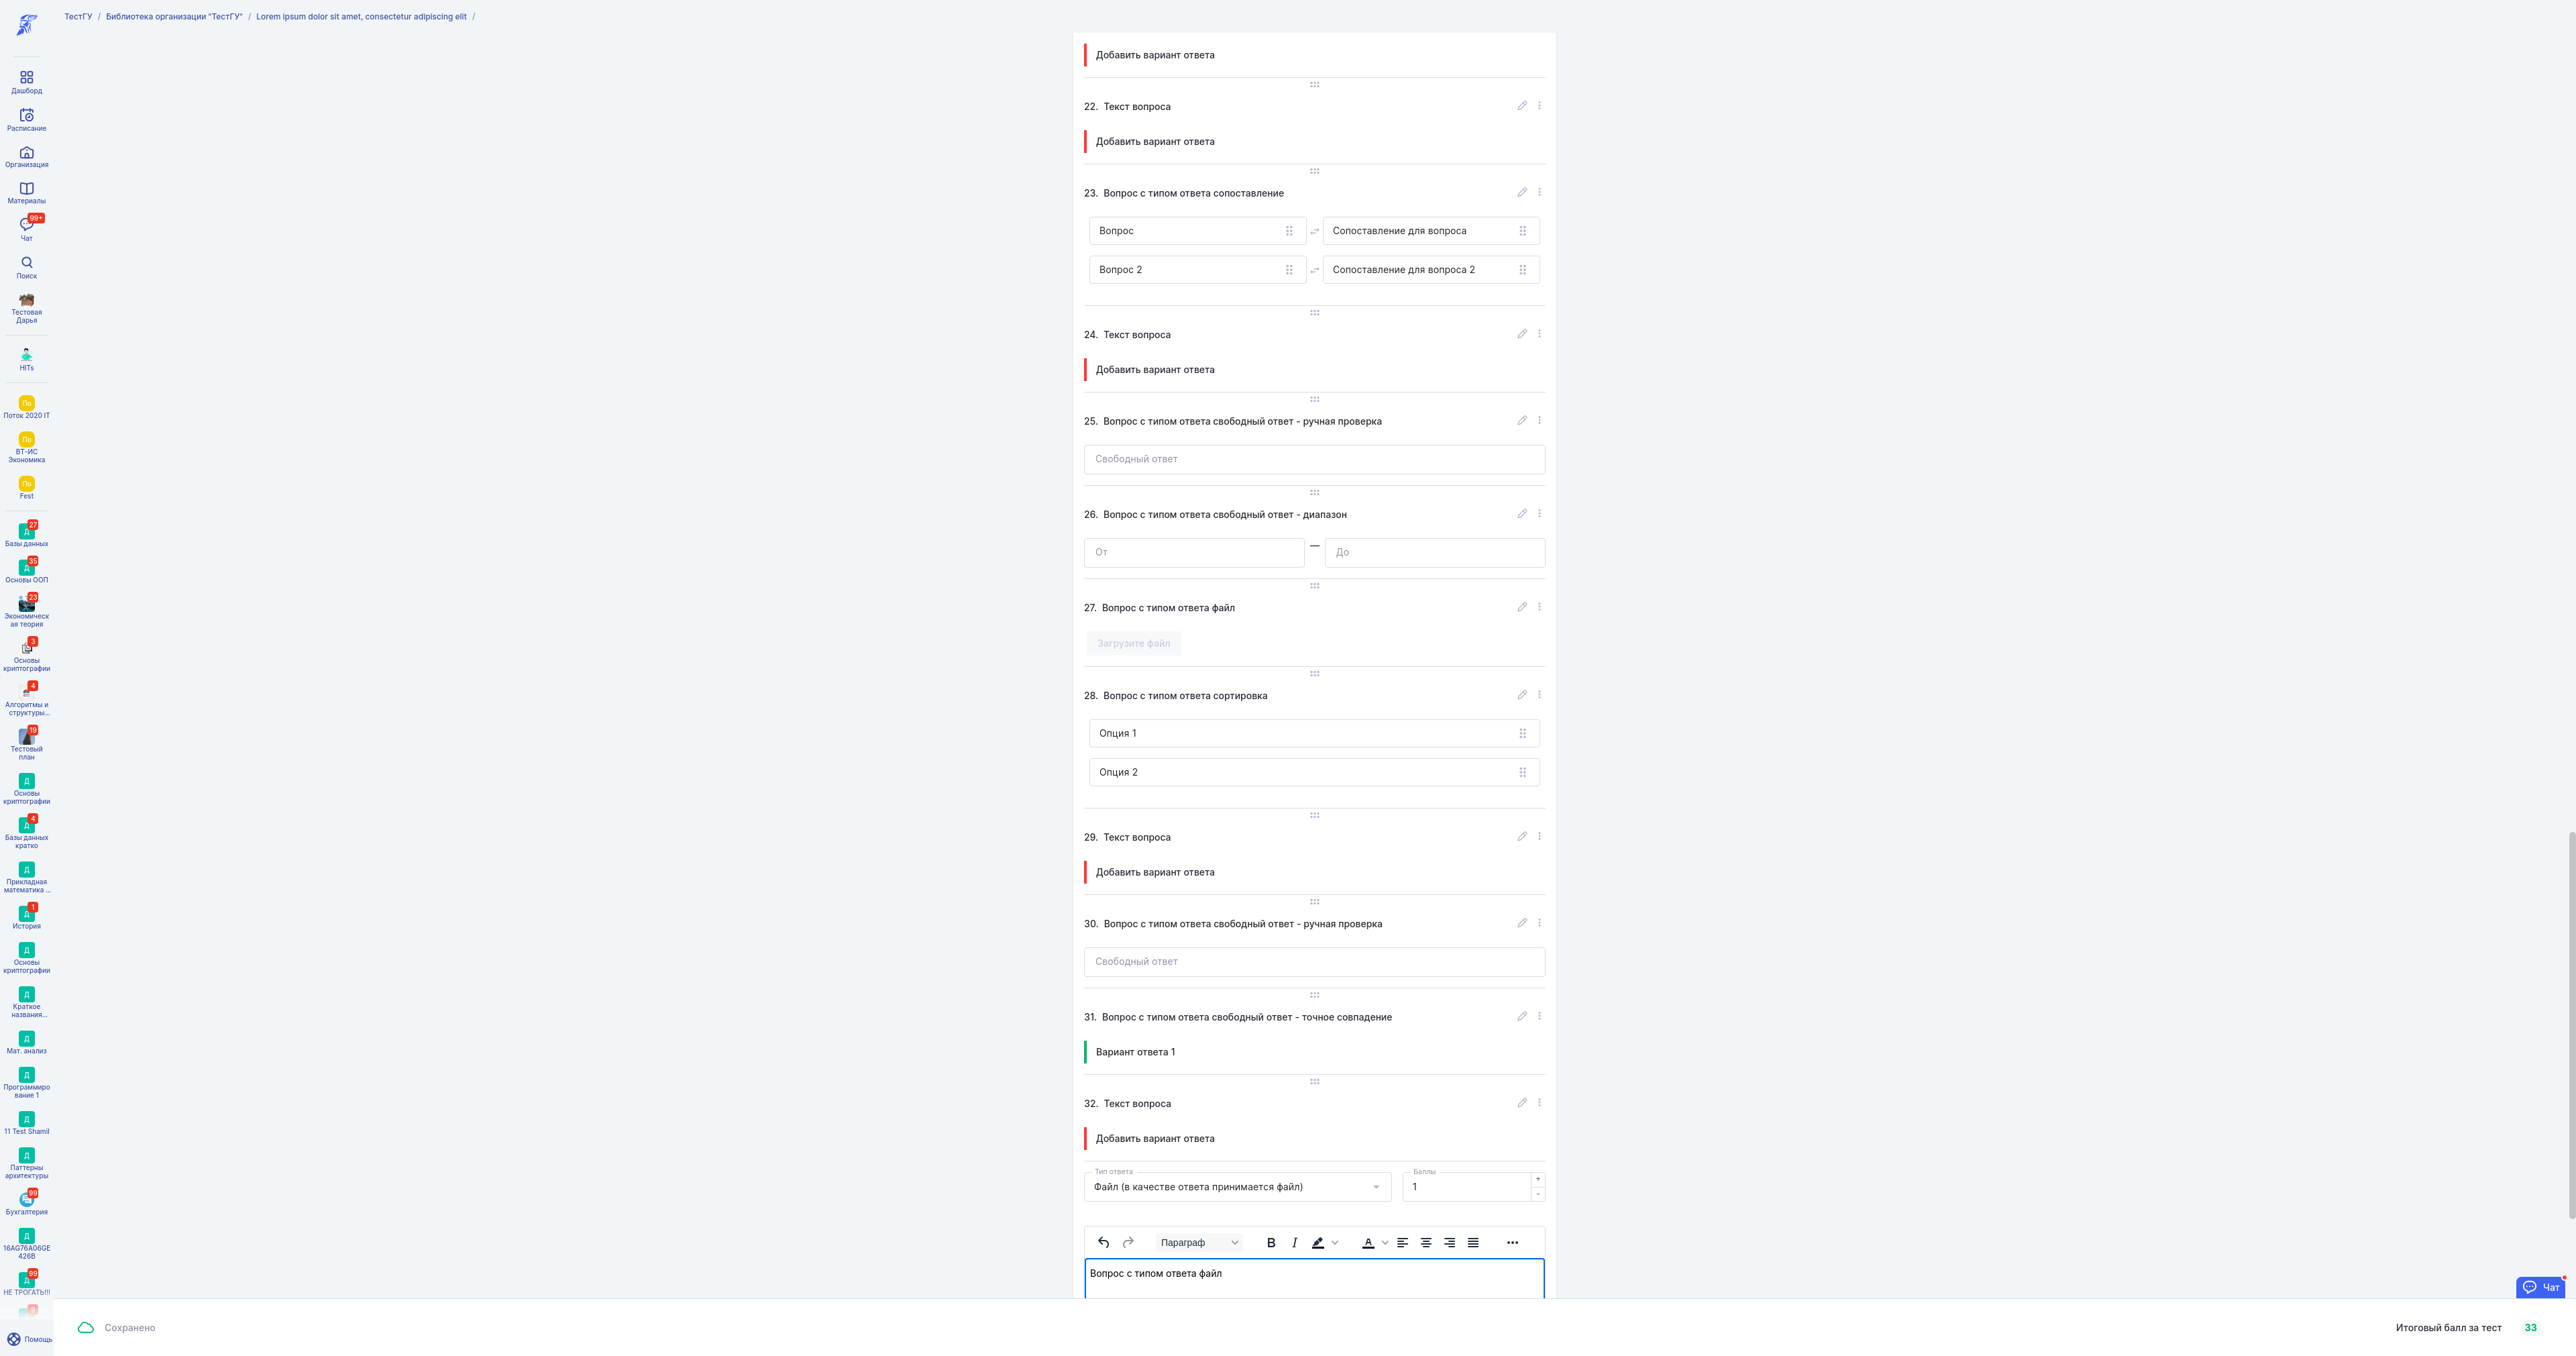 ТестГУ / Библиотека организации "ТестГУ" / Lorem ipsum dolor sit amet, consectetur adipiscing elit /
Дашборд
Расписание
Организация
Материалы
99+
Чат
Поиск
Тестовая
Дарья
HITs
По
Поток 2020 IT
По
ВТ-ИС
Экономика
По
Fest
27
Д
Базы данных
35
Д
Основы ООП
23
Экономическ
ая теория
3
Основы
криптографии
4
Алгоритмы и
структуры...
19
Тестовый
план
Д
Основы
криптографии
4
Д
Базы данных
кратко
Д
Прикладная
математика ...
1
Д
История
Д
Основы
криптографии
Д
Краткое
названия...
Д
Мат. анализ
Д
Программиро
вание 1
Д
11 Test Shamil
Д
Паттерны
архитектуры
99
Бухгалтерия
Д
16AG76A06GE
426B
99
Д
НЕ ТРОГАТЬ!!!
Помощь
Добавить вариант ответа
22. Текст вопроса
Добавить вариант ответа
23. Вопрос с типом ответа сопоставление
Вопрос Сопоставление для вопроса
Вопрос 2 Сопоставление для вопроса 2
24. Текст вопроса
Добавить вариант ответа
25. Вопрос с типом ответа свободный ответ - ручная проверка
Свободный ответ
26. Вопрос с типом ответа свободный ответ - диапазон
От — До
27. Вопрос с типом ответа файл
Загрузите файл
28. Вопрос с типом ответа сортировка
Опция 1
Опция 2
29. Текст вопроса
Добавить вариант ответа
30. Вопрос с типом ответа свободный ответ - ручная проверка
Свободный ответ
31. Вопрос с типом ответа свободный ответ - точное совпадение
Вариант ответа 1
32. Текст вопроса
Добавить вариант ответа
Тип ответа Баллы
Файл (в качестве ответа принимается файл) 1 + -
Параграф B I A
Вопрос с типом ответа файл
Чат
Сохранено Итоговый балл за тест 33